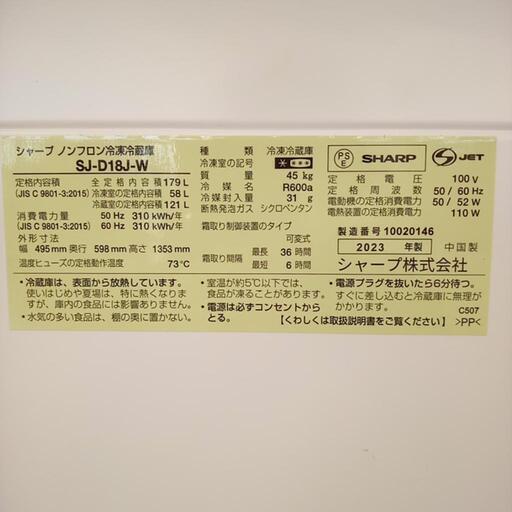 シャープ ノンフロン冷凍冷蔵庫
SJ-D18J-W
定格内容積 全定格内容積 179 L
(JIS C 9801-3:2015) 冷凍室の定格内容積 58 L
冷蔵室の定格内容積 121 L
消費電力量 50 Hz 310 kWh/年
(JIS C 9801-3:2015) 60 Hz 310 kWh/年
外形寸法
幅 495 mm 奥行 598 mm 高さ 1353 mm
温度ヒューズの定格動作温度 73℃
種類 冷凍冷蔵庫
冷凍室の記号
質量 45 kg
冷媒名 R600a
冷媒封入量 31 g
断熱発泡ガス シクロペンタン
霜取り制御装置のタイプ
可変式
霜取り間隔 最長 36 時間
最短 6 時間
PS
E
SHARP
S JET
定格電圧 100 V
定格周波数 50 / 60 Hz
電動機の定格消費電力 50 / 52 W
電熱装置の定格消費電力 110 W
製造番号 10020146
2023 年製 中国製
シャープ株式会社
・冷蔵庫は、表面から放熱しています。
使いはじめや夏場は、特に熱くなりま
すが、庫内が冷えると熱さが和らぎます。
・水気の多い食品は、棚の奥に置かない。
・室温が約5℃以下では、
食品が凍ることがあります。
・電源は必ずコンセントから
とる。
・電源プラグを抜いたら6分待つ。
すぐに差し込むと冷蔵庫に無理が
かかります。
【くわしくは取扱説明書をご覧ください】
C507
>PP<